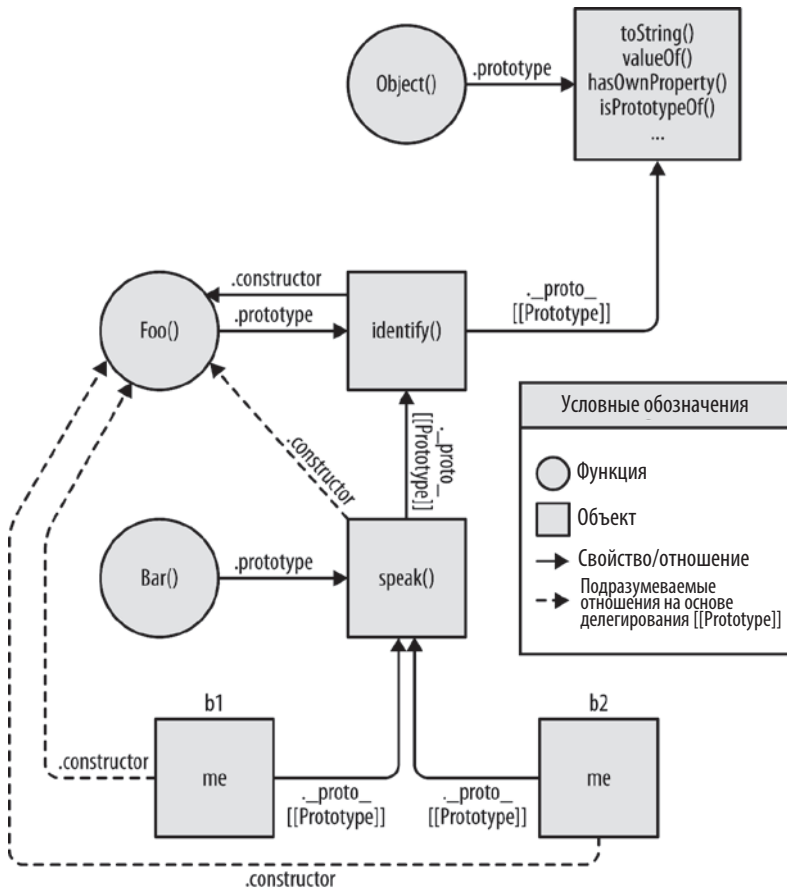 Object()
.prototype
toString()
valueOf()
hasOwnProperty()
isPrototypeOf()
...
.constructor
Foo()
.prototype
identify()
._proto_
[[Prototype]]
.constructor
._proto_
[[Prototype]]
Условные обозначения
Функция
Объект
Свойство/отношение
Подразумеваемые
отношения на основе
делегирования [[Prototype]]
Bar()
.prototype
speak()
b1
b2
.constructor
me
._proto_
[[Prototype]]
._proto_
[[Prototype]]
me
.constructor